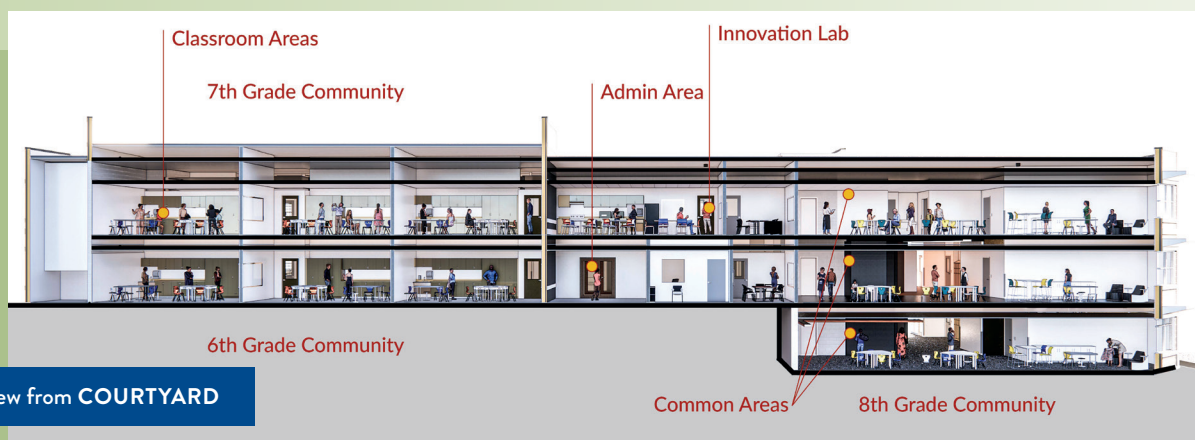 Classroom Areas
Innovation Lab
7th Grade Community
Admin Area
6th Grade Community
from COURTYARD
Common Areas
8th Grade Community